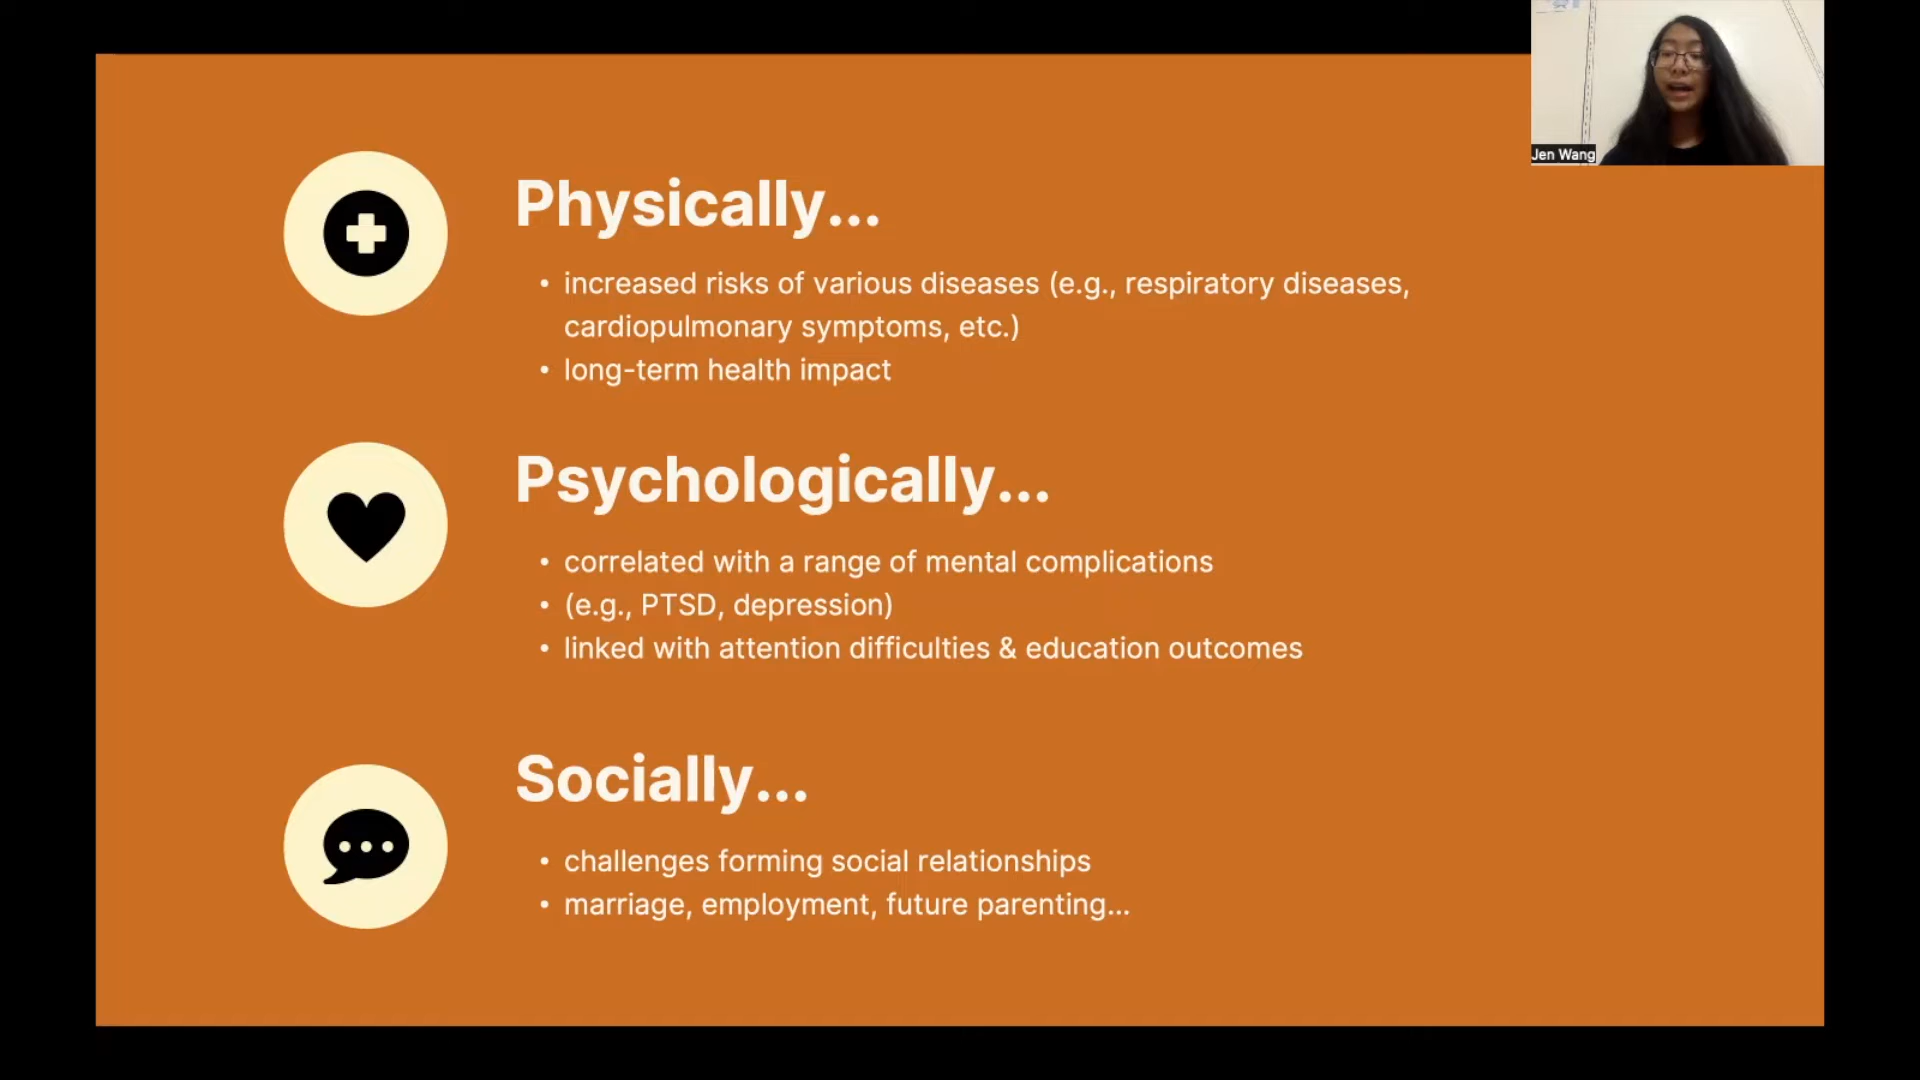 Jen Wang
Physically...
• increased risks of various diseases (e.g., respiratory diseases,
cardiopulmonary symptoms, etc.)
• long-term health impact
Psychologically...
• correlated with a range of mental complications
• (e.g., PTSD, depression)
• linked with attention difficulties & education outcomes
Socially...
• challenges forming social relationships
• marriage, employment, future parenting...